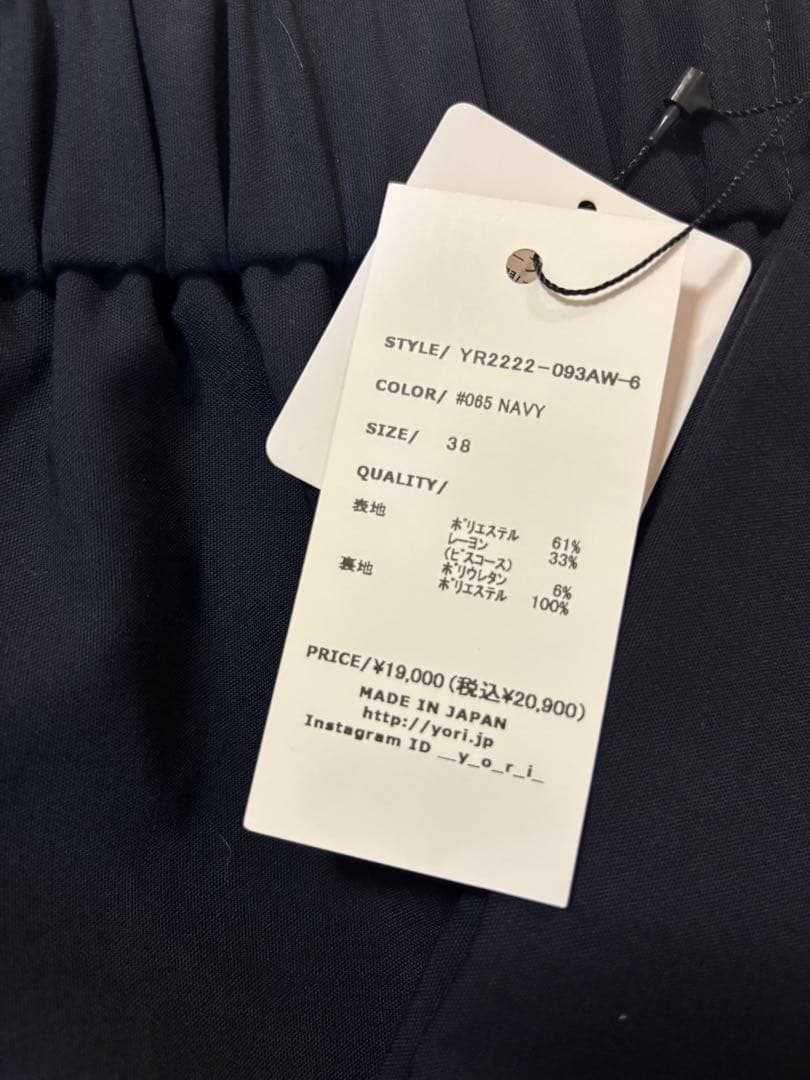 STYLE/ YR2222-093AW-6
COLOR/ #065 NAVY
SIZE/ 38
QUALITY/
表地 ポリエステル 61%
レーヨン 33%
(ビスコース)
ポリウレタン 6%
裏地 ポリエステル 100%
PRICE/¥19,000(税込¥20,900)
MADE IN JAPAN
http://yori.jp
Instagram ID __y_o_r_i_